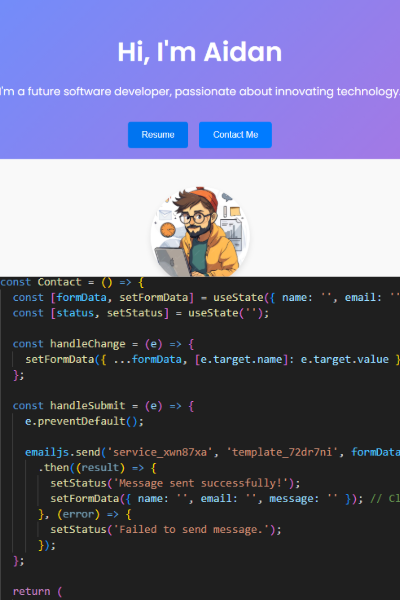 Hi, I'm Aidan
I'm a future software developer, passionate about innovating technology.
Resume
Contact Me
const Contact = () => {
const [formData, setFormData] = useState({ name: '', email: ''
const [status, setStatus] = useState('');
const handleChange = (e) => {
setFormData({ ...formData, [e.target.name]: e.target.value }
};
const handleSubmit = (e) => {
e.preventDefault();
emailjs.send('service_xwn87xa', 'template_72dr7ni', formData
.then((result) => {
setStatus('Message sent successfully!');
setFormData({ name: '', email: '', message: '' }); // Cl
}, (error) => {
setStatus('Failed to send message.');
});
};
return (